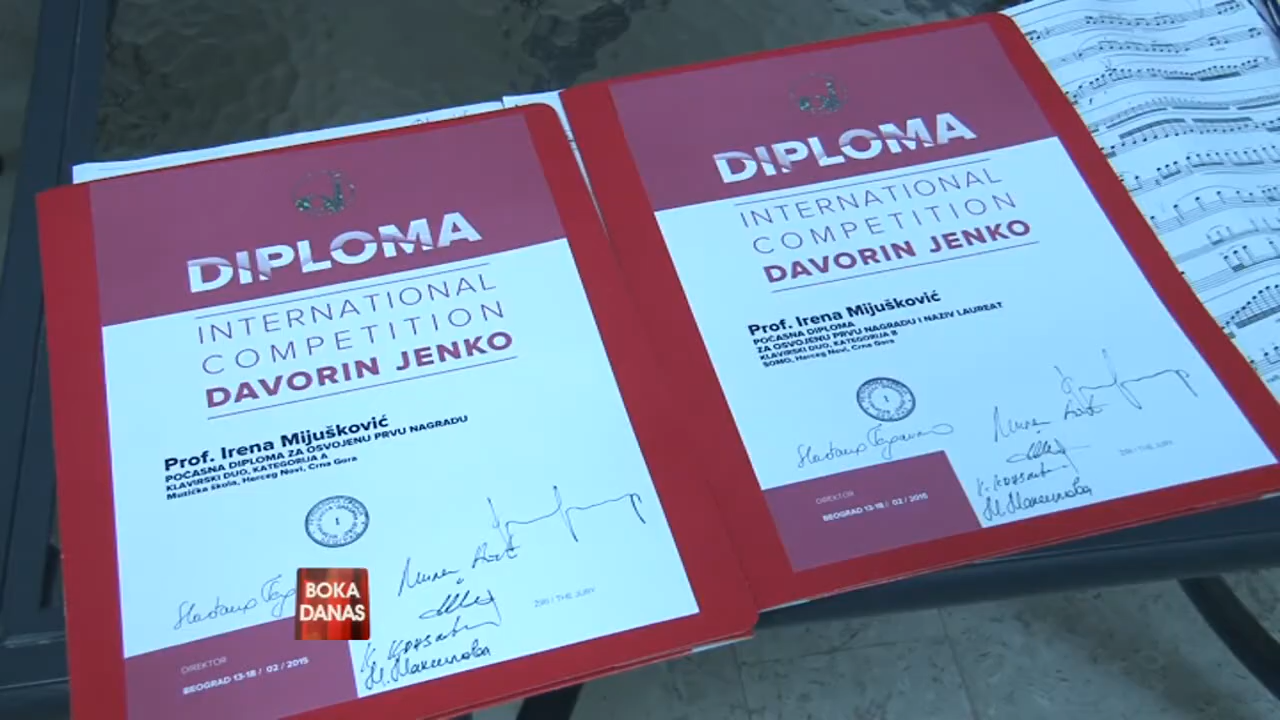 DIPLOMA
INTERNATIONAL
COMPETITION
DAVORIN JENKO
Prof. Irena Mijušković
POČASNA DIPLOMA ZA OSVOJENU PRVU NAGRADU
KLAVIRSKI DUO, KATEGORIJA A
Muzička škola, Herceg Novi, Crna Gora
DIREKTOR
BEOGRAD 13-18 / 02 / 2015
ŽIRI / THE JURY
BOKA
DANAS
DIPLOMA
INTERNATIONAL
COMPETITION
DAVORIN JENKO
Prof. Irena Mijušković
POČASNA DIPLOMA
ZA OSVOJENU PRVU NAGRADU I NAZIV LAUREAT
KLAVIRSKI DUO, KATEGORIJA B
SOMO, Herceg Novi, Crna Gora
DIREKTOR
BEOGRAD 13-18 / 02 / 2015
ŽIRI / THE JURY